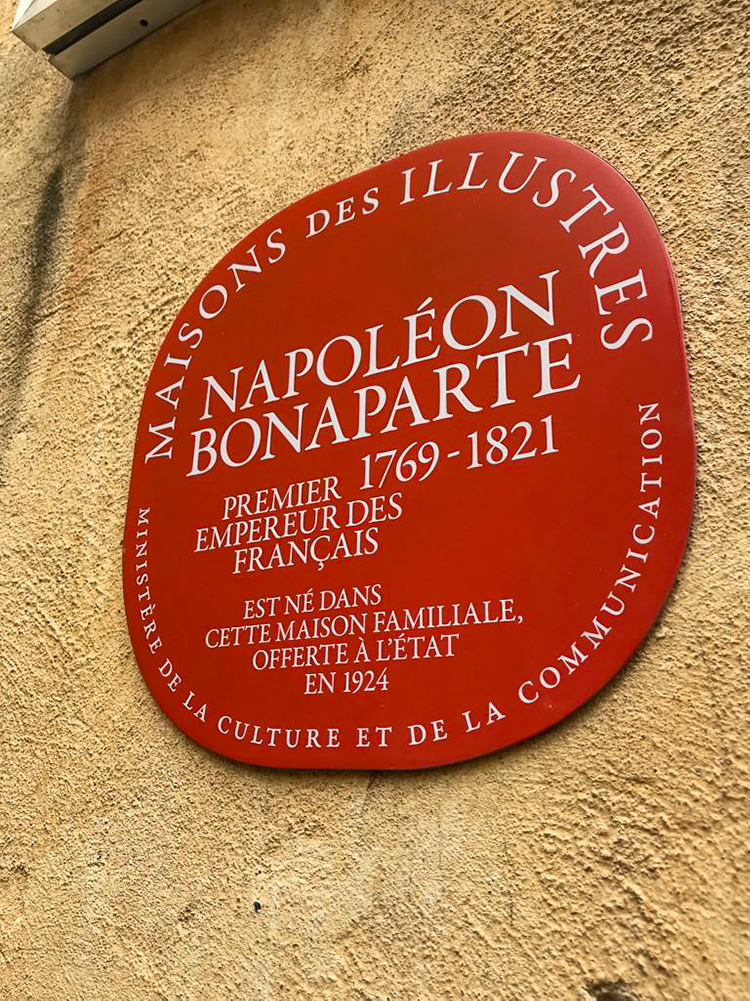 MAISONS DES ILLUSTRES
NAPOLÉON
BONAPARTE
1769-1821
PREMIER
EMPEREUR DES
FRANÇAIS
EST NÉ DANS
CETTE MAISON FAMILIALE,
OFFERTE À L'ÉTAT
EN 1924
MINISTÈRE DE LA CULTURE ET DE LA COMMUNICATION